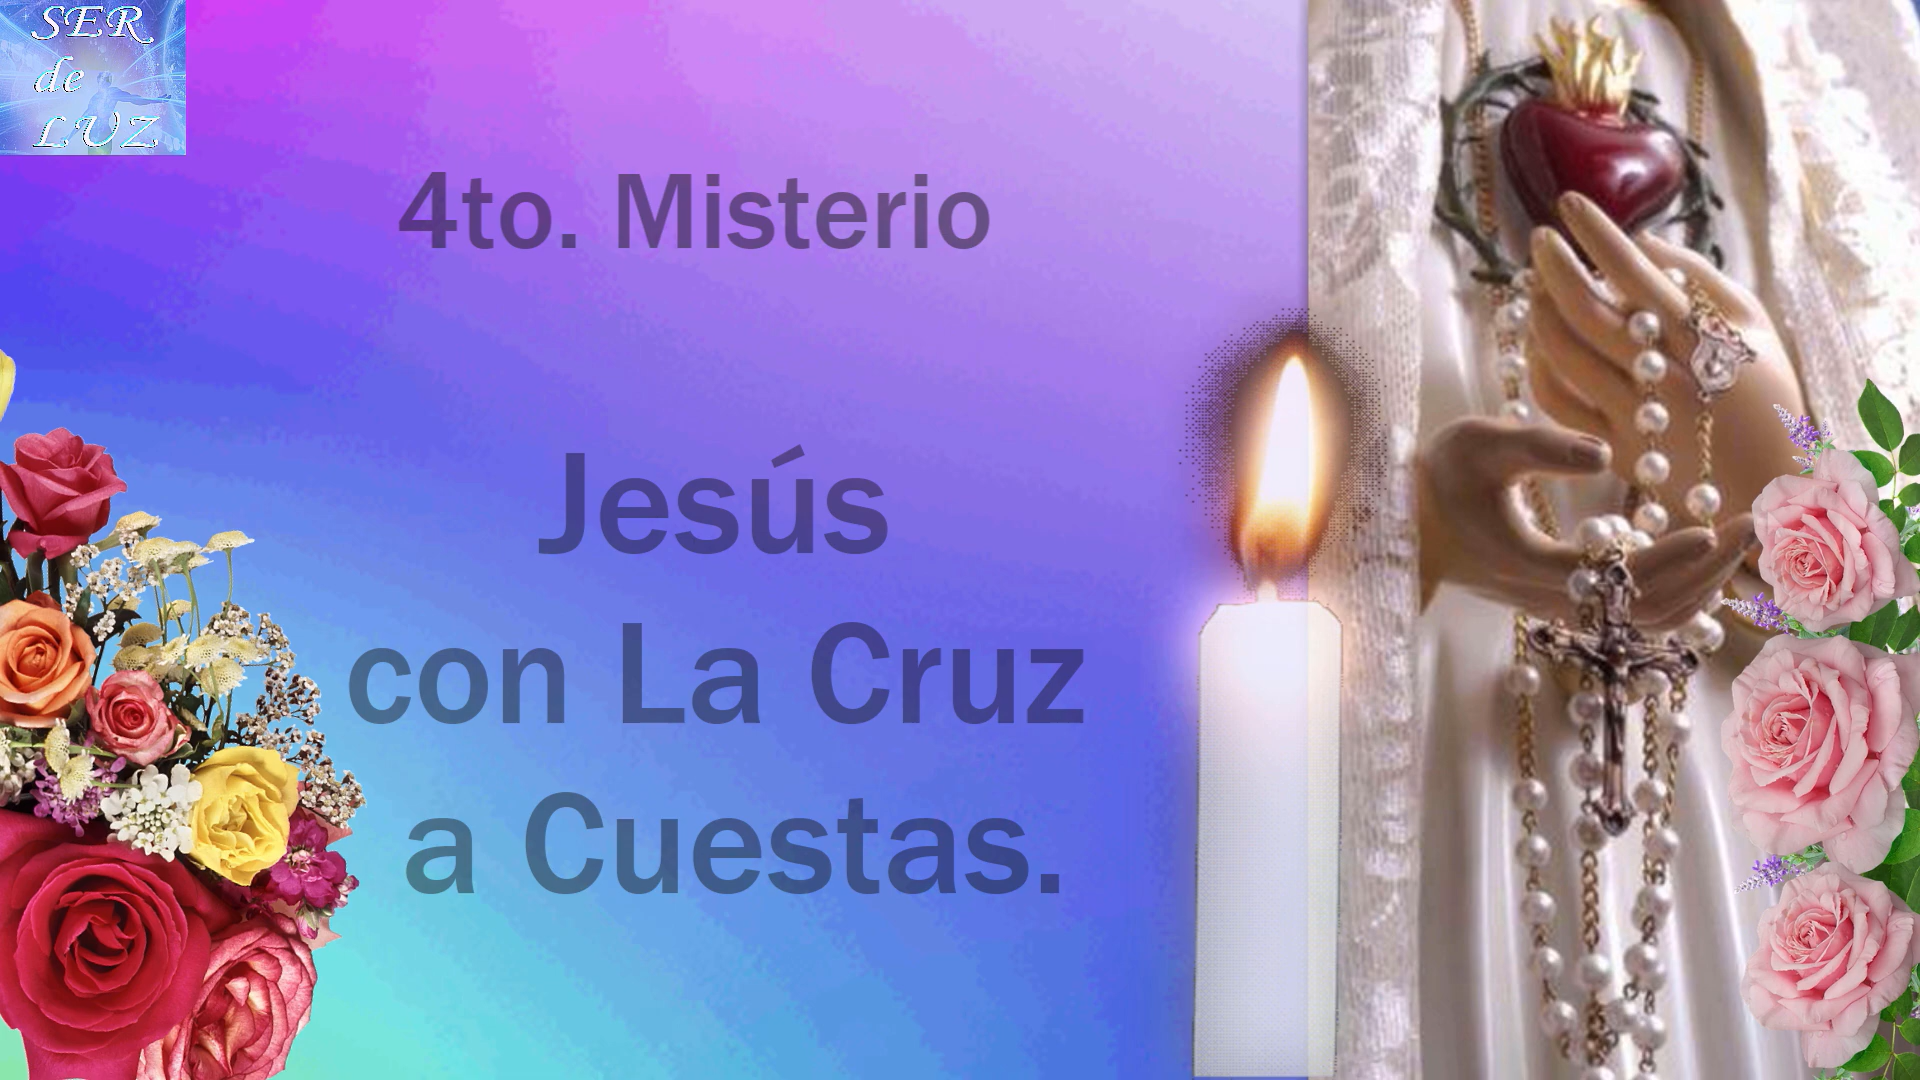 SER
de
LUZ
4to. Misterio
Jesús
con La Cruz
a Cuestas.